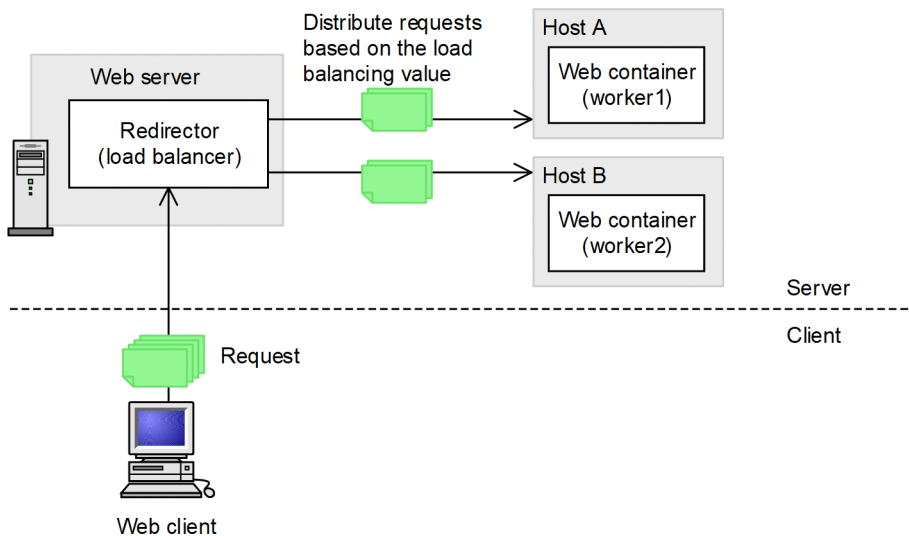 Distribute requests
based on the load
balancing value
Web server
Redirector
(load balancer)
Host A
Web container
(worker1)
Host B
Web container
(worker2)
Server
Client
Request
Web client